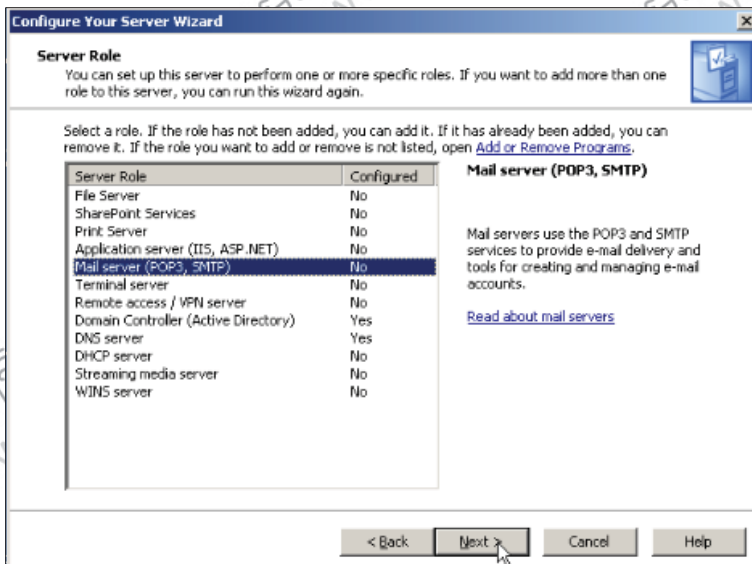 Configure Your Server Wizard
Server Role
You can set up this server to perform one or more specific roles. If you want to add more than one
role to this server, you can run this wizard again.
Select a role. If the role has not been added, you can add it. If it has already been added, you can
remove it. If the role you want to add or remove is not listed, open Add or Remove Programs.
Server Role Configured
File Server No
SharePoint Services No
Print Server No
Application server (IIS, ASP.NET) No
Mail server (POP3, SMTP) No
Terminal server No
Remote access / VPN server No
Domain Controller (Active Directory) Yes
DNS server Yes
DHCP server No
Streaming media server No
WINS server No
Mail server (POP3, SMTP)
Mail servers use the POP3 and SMTP
services to provide e-mail delivery and
tools for creating and managing e-mail
accounts.
Read about mail servers
< Back Next > Cancel Help